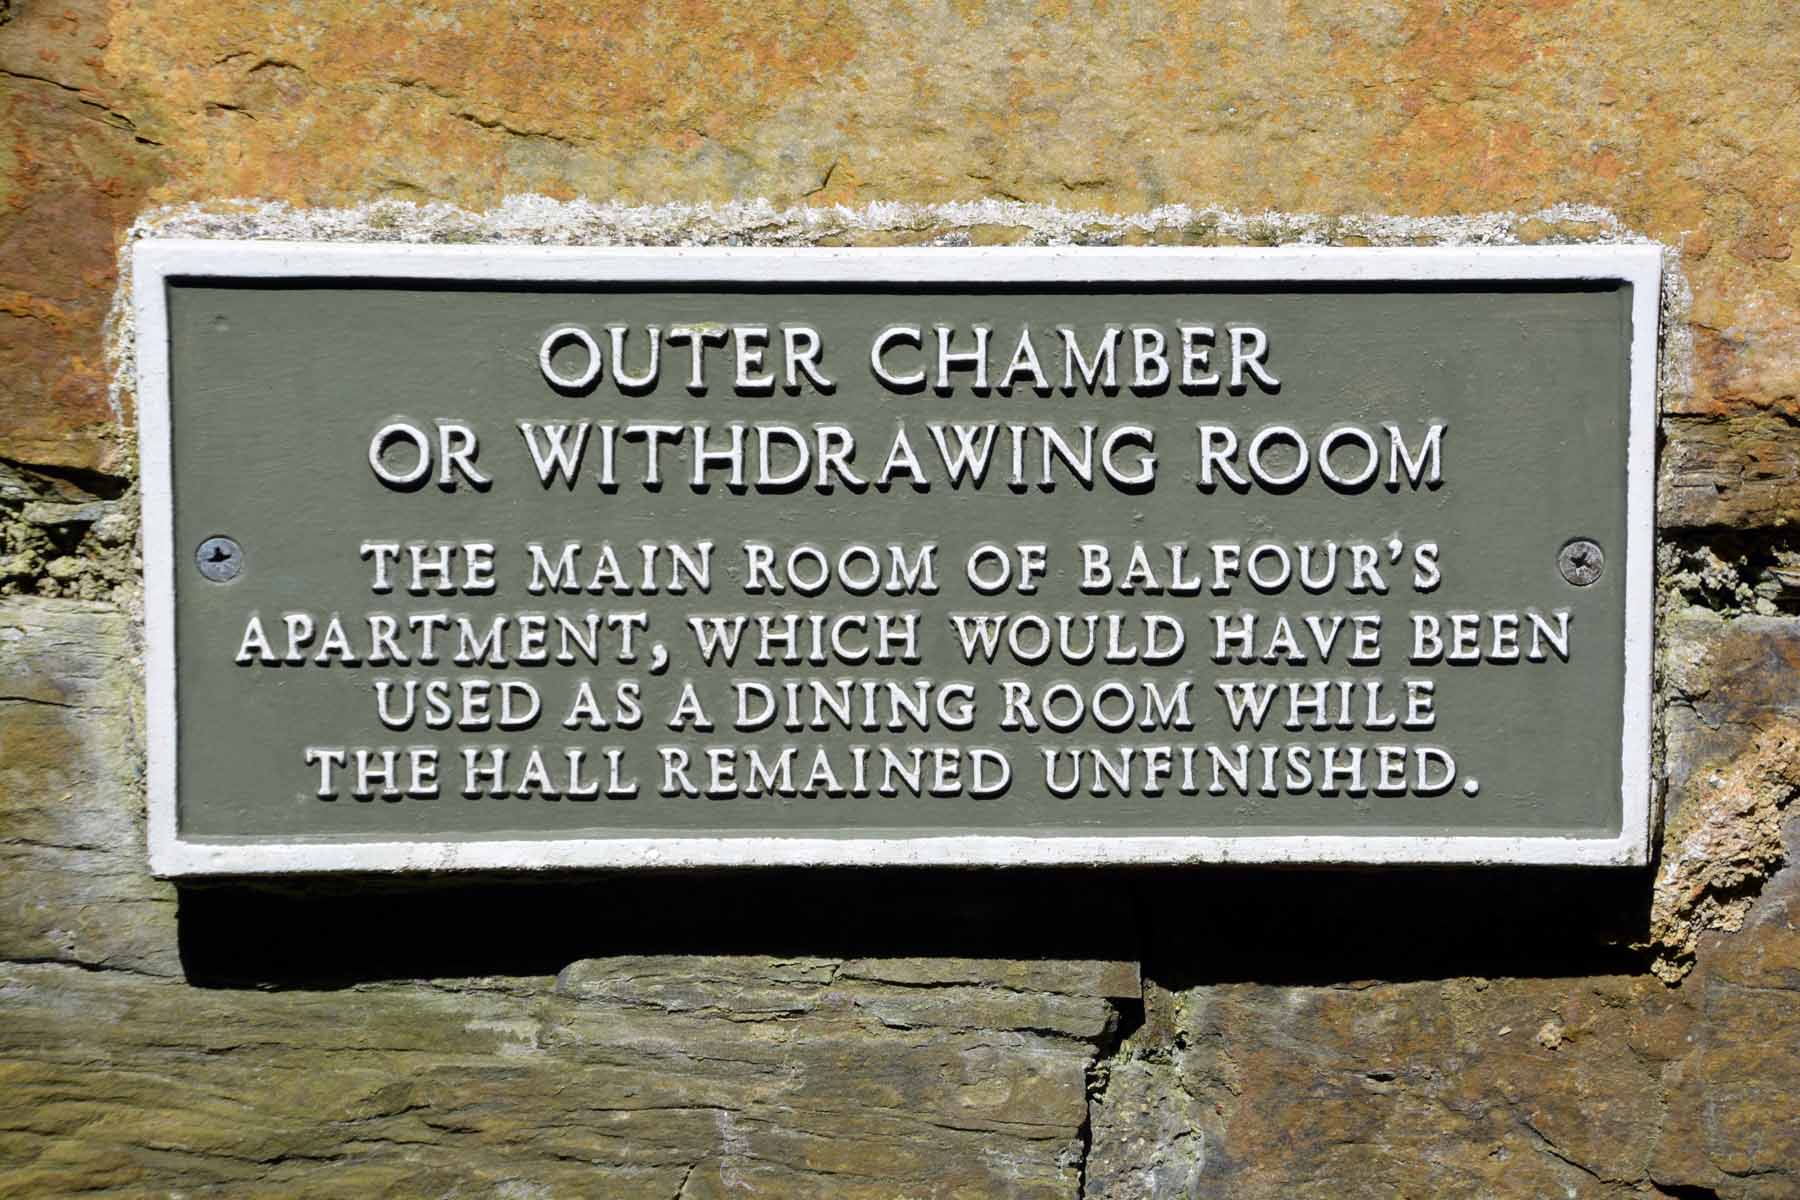 OUTER CHAMBER
OR WITHDRAWING ROOM
THE MAIN ROOM OF BALFOUR'S
APARTMENT, WHICH WOULD HAVE BEEN
USED AS A DINING ROOM WHILE
THE HALL REMAINED UNFINISHED.